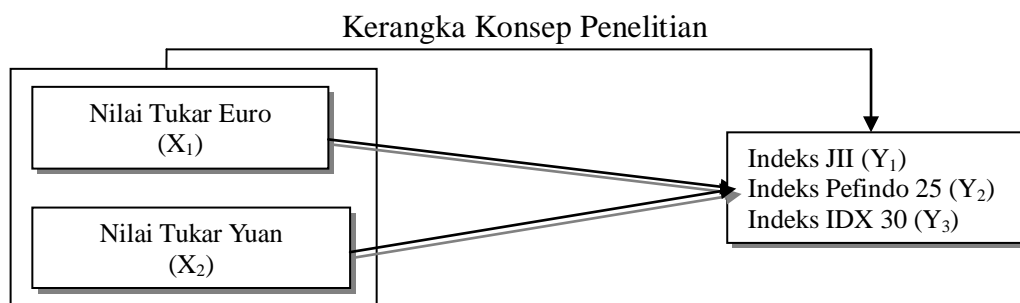 Kerangka Konsep Penelitian
Nilai Tukar Euro
(X₁)
Nilai Tukar Yuan
(X₂)
Indeks JII (Y₁)
Indeks Pefindo 25 (Y₂)
Indeks IDX 30 (Y₃)